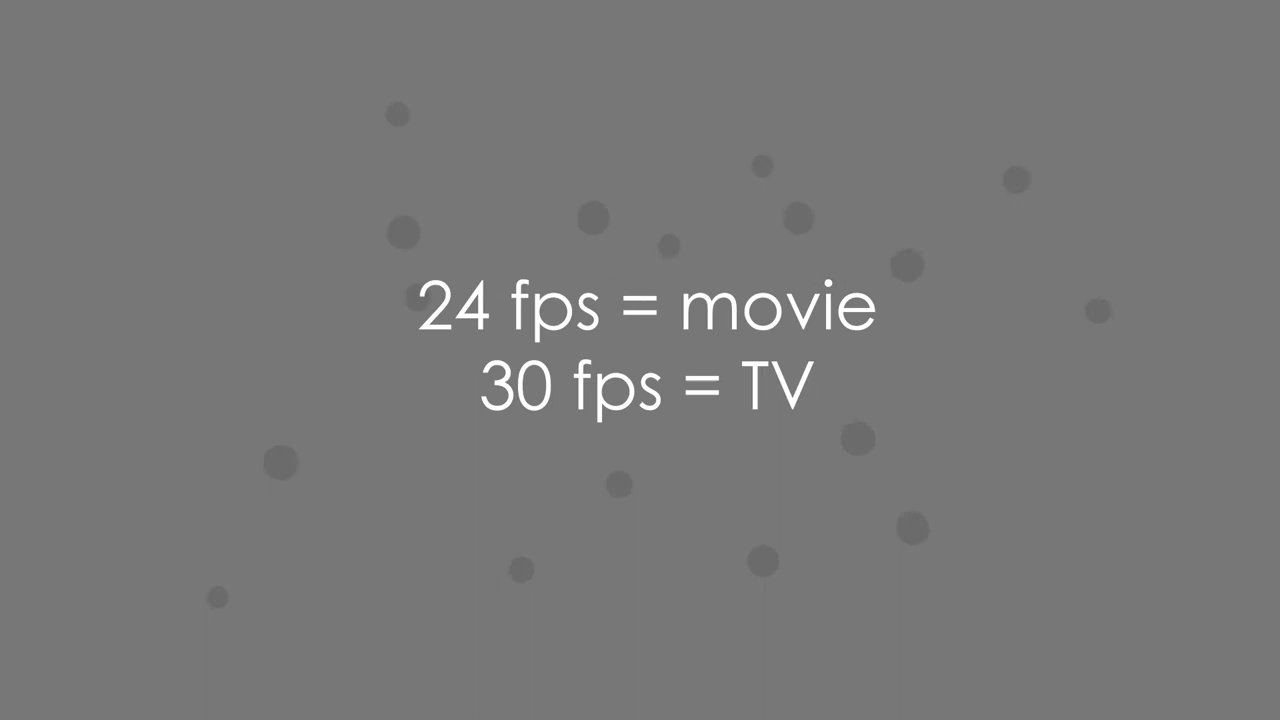 24 fps = movie
30 fps = TV